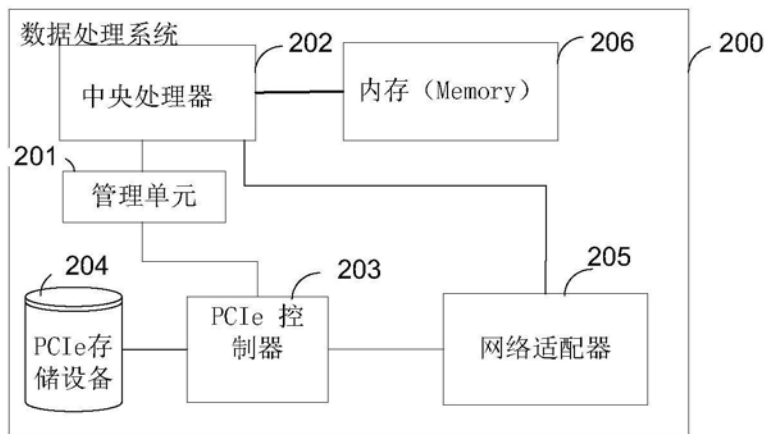 数据处理系统
202
206
200
中央处理器
内存（Memory）
201
管理单元
204
203
205
PCIe 控
制器
PCIe存
储设备
网络适配器